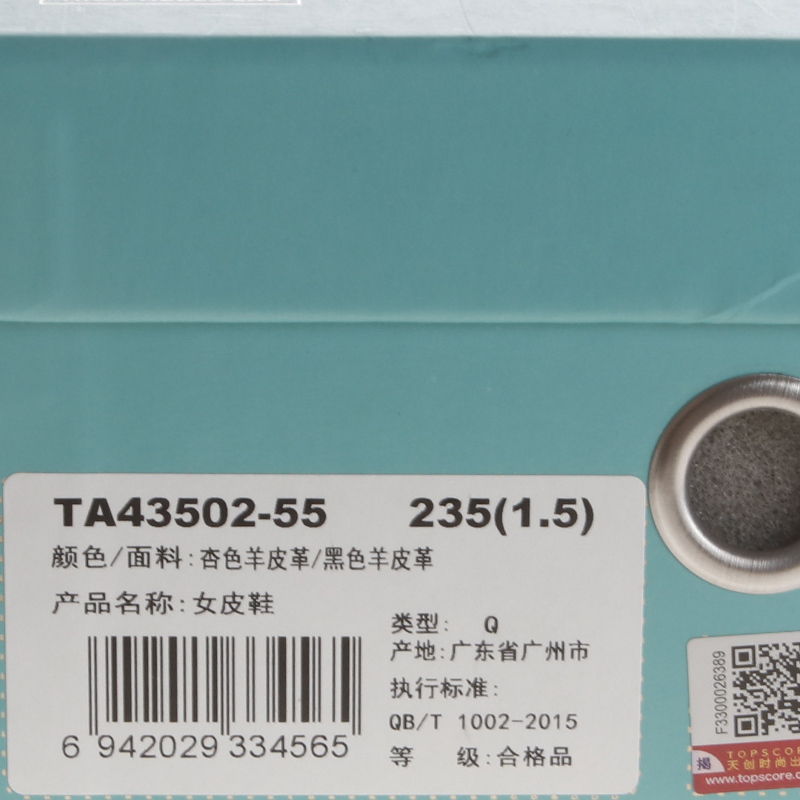 TA43502-55 235(1.5)
颜色/面料:杏色羊皮革/黑色羊皮革
产品名称:女皮鞋
类型: Q
产地:广东省广州市
执行标准:
QB/T 1002-2015
等 级:合格品
6 942029 334565
F3300026389
揭
TOPSCOR
天创时尚出
www.topscore.c